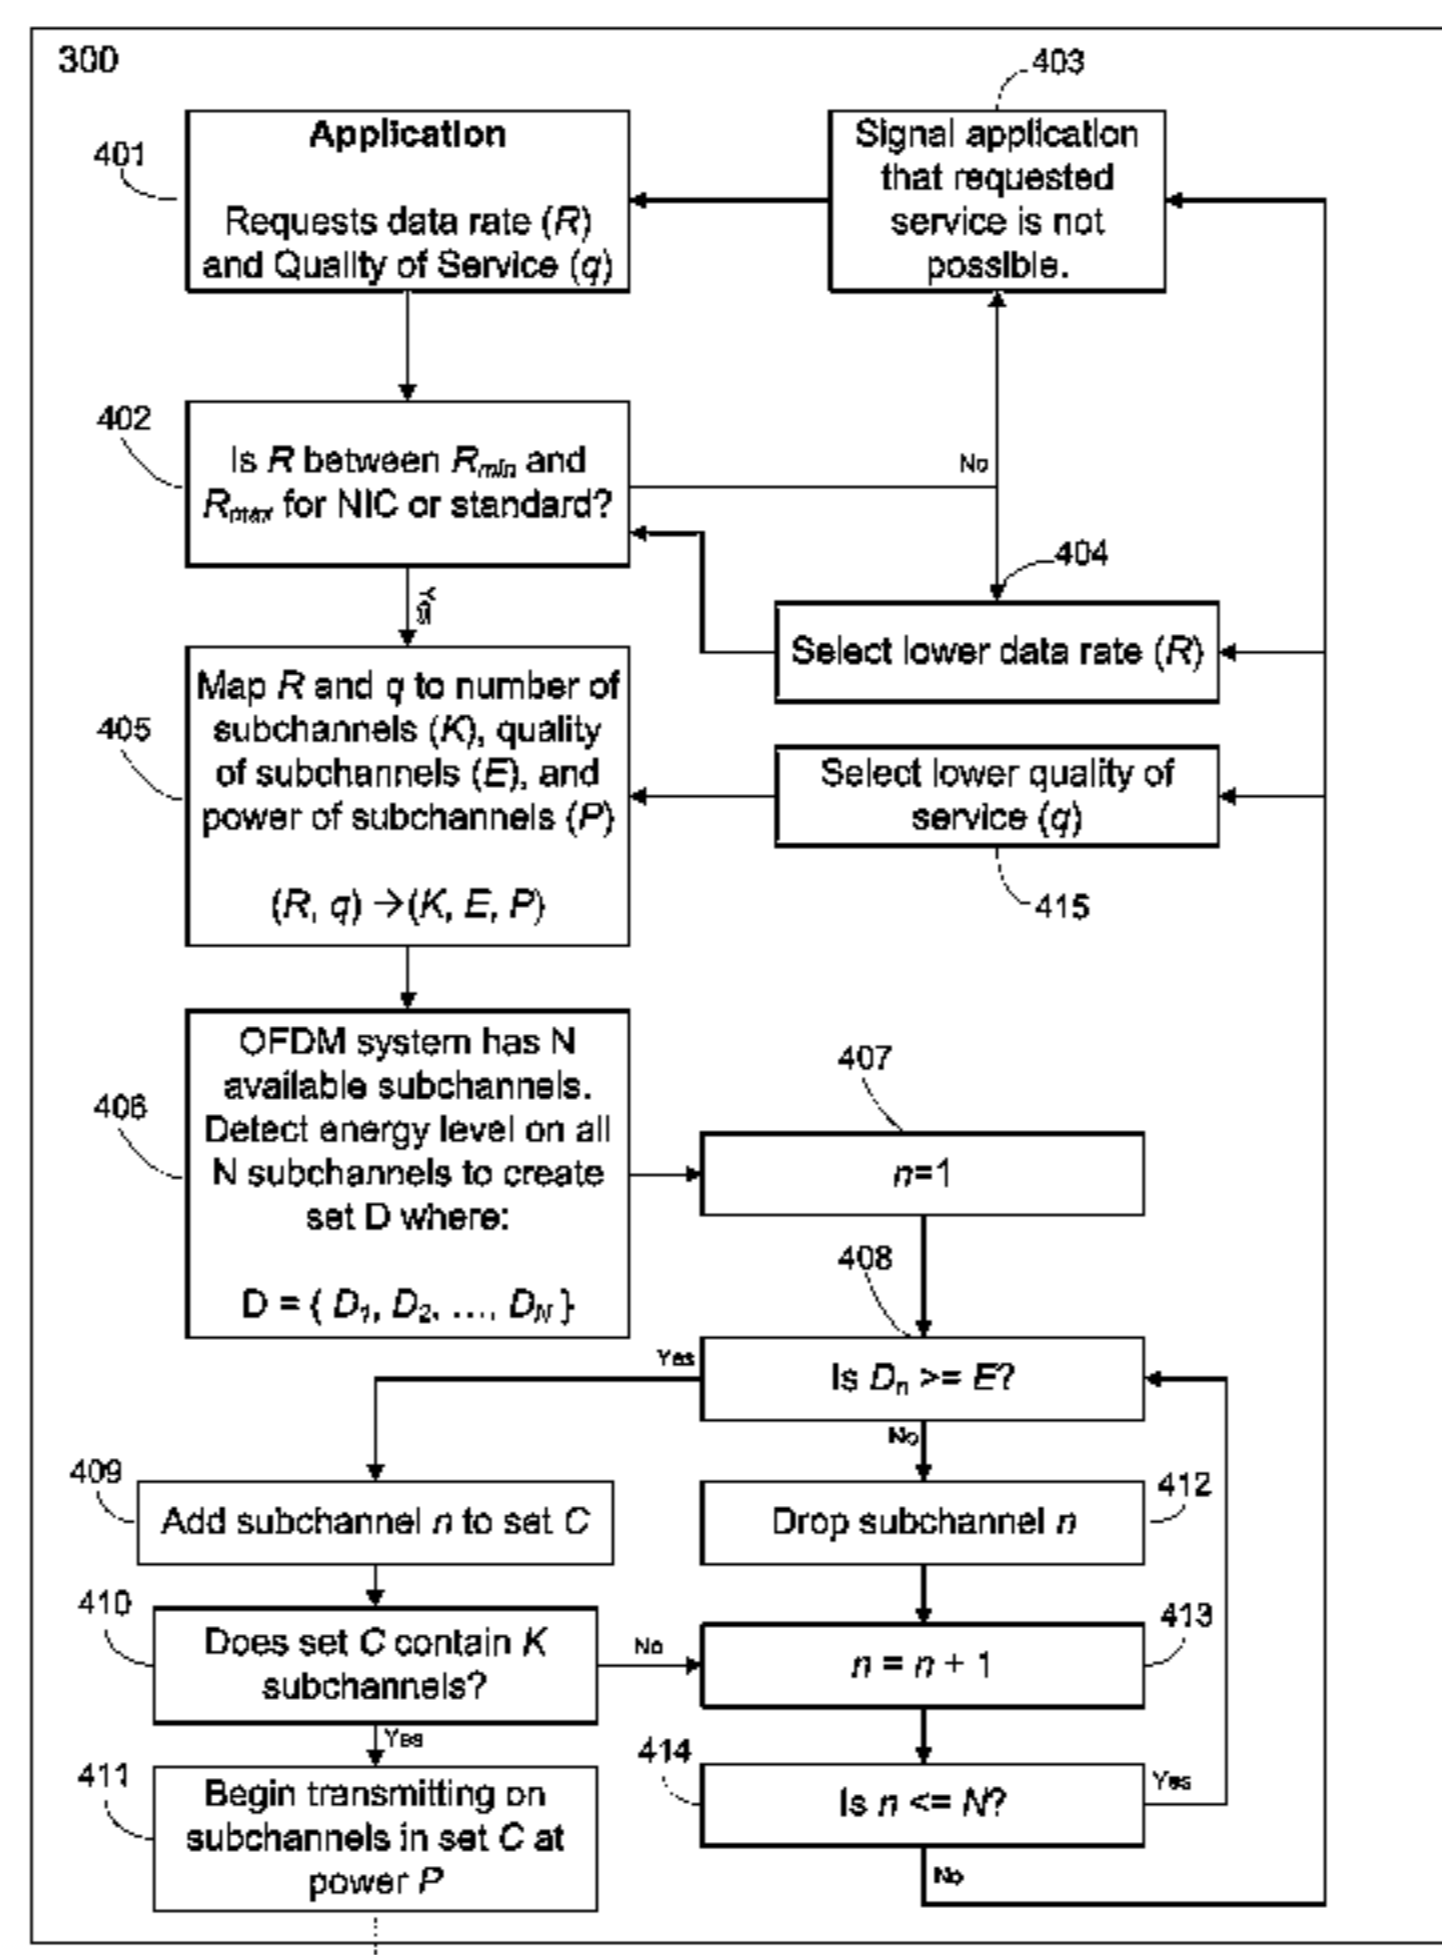 300
403
401
Application
Requests data rate (R)
and Quality of Service (q)
Signal application
that requested
service is not
possible.
402
Is R between Rmin and
Rmax for NIC or standard?
No
Yes
404
Select lower data rate (R)
405
Map R and q to number of
subchannels (K), quality
of subchannels (E), and
power of subchannels (P)
(R, q) →(K, E, P)
Select lower quality of
service (q)
415
406
OFDM system has N
available subchannels.
Detect energy level on all
N subchannels to create
set D where:
D = { D1, D2, …, DN }
407
n=1
408
Yes
Is Dn >= E?
No
409
Add subchannel n to set C
412
Drop subchannel n
410
Does set C contain K
subchannels?
No
413
n = n + 1
Yes
411
Begin transmitting on
subchannels in set C at
power P
414
Is n <= N?
Yes
No